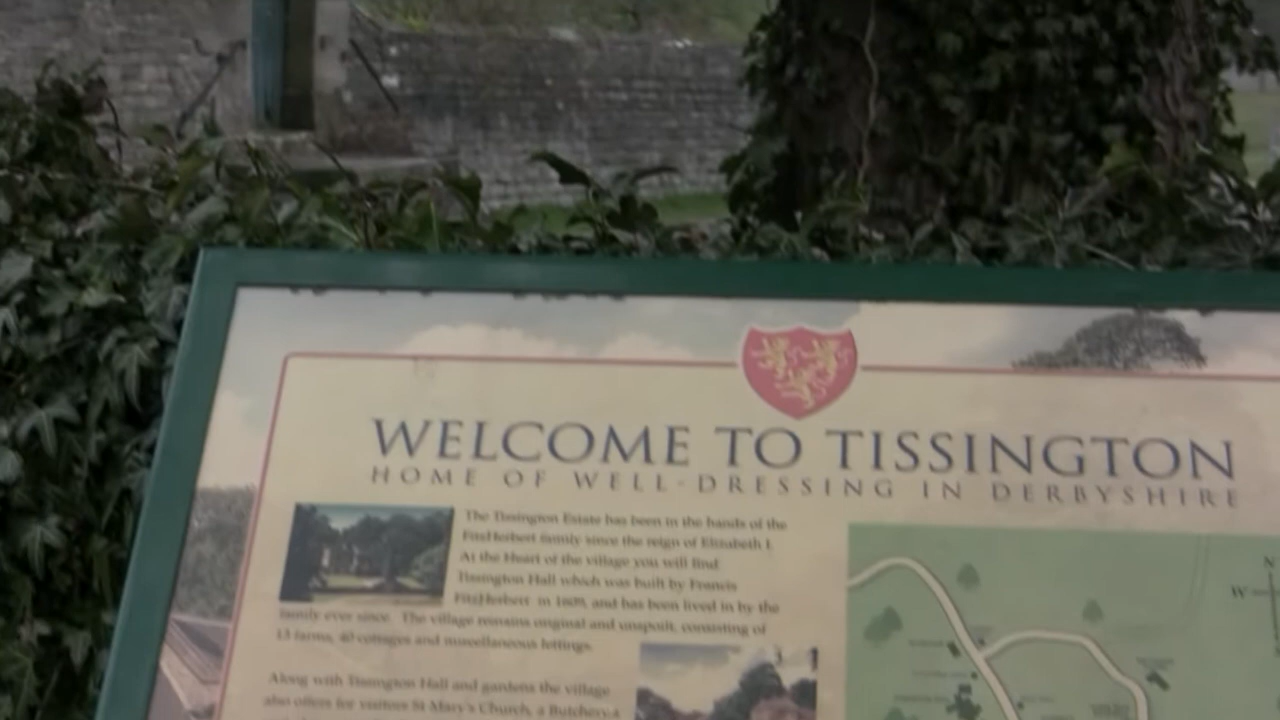 WELCOME TO TISSINGTON
HOME OF WELL-DRESSING IN DERBYSHIRE
The Tissington Estate has been in the hands of the
FitzHerbert family since the reign of Elizabeth I.
At the Heart of the village you will find
Tissington Hall which was built by Francis
FitzHerbert in 1609, and has been lived in by the
family ever since. The village remains original and unspoilt, consisting of
13 farms, 40 cottages and miscellaneous lettings.
N
W
Along with Tissington Hall and gardens the village
also offers for visitors St Mary's Church, a Butchery, a